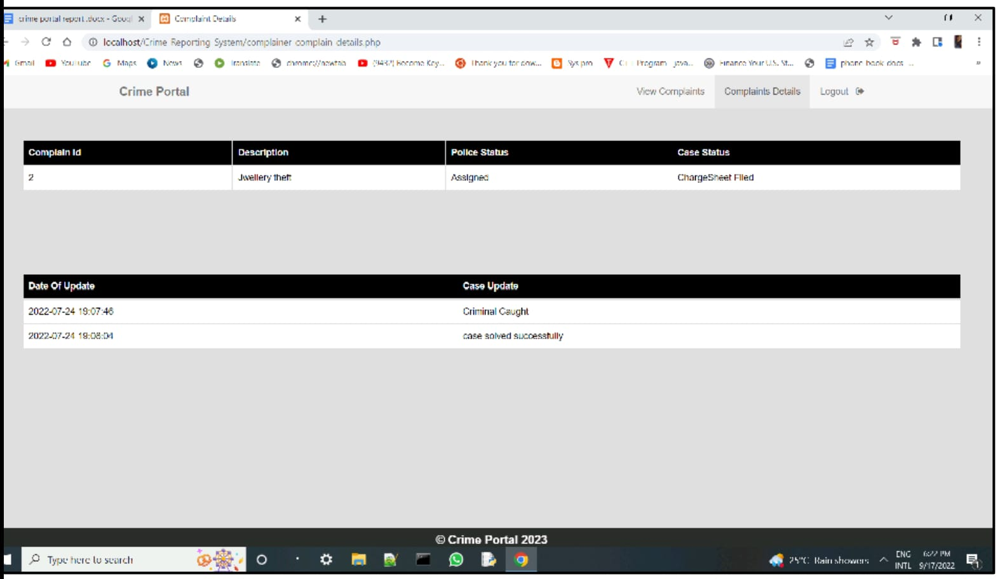 crime portal report .docx - Googl
Complaint Details
localhost/Crime Reporting System/complainer complain details.php
Gmail YouTube Maps News Translate chrome://newtab (9432) Become Key... Thank you for dow... Sys pro Program java... Finance Your U.S. St... phone book docs ...
Crime Portal
View Complaints Complaints Details Logout
Complain Id Description Police Status Case Status
2 Jwellery theft Assigned ChargeSheet Filed
Date Of Update Case Update
2022-07-24 19:07:46 Criminal Caught
2022-07-24 19:08:04 case solved successfully
© Crime Portal 2023
Type here to search
25°C Rain showers
ENG 6:22 PM
INTL 9/17/2022